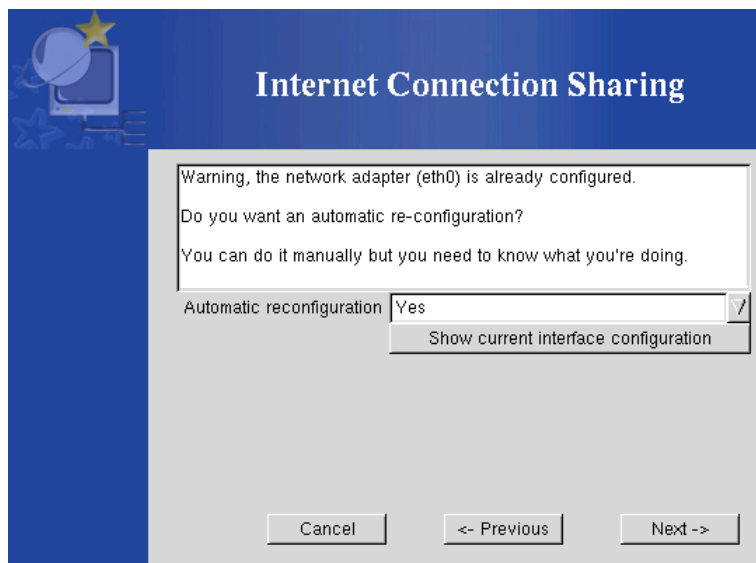 Internet Connection Sharing
Warning, the network adapter (eth0) is already configured.
Do you want an automatic re-configuration?
You can do it manually but you need to know what you're doing.
Automatic reconfiguration Yes
Show current interface configuration
Cancel <- Previous Next ->